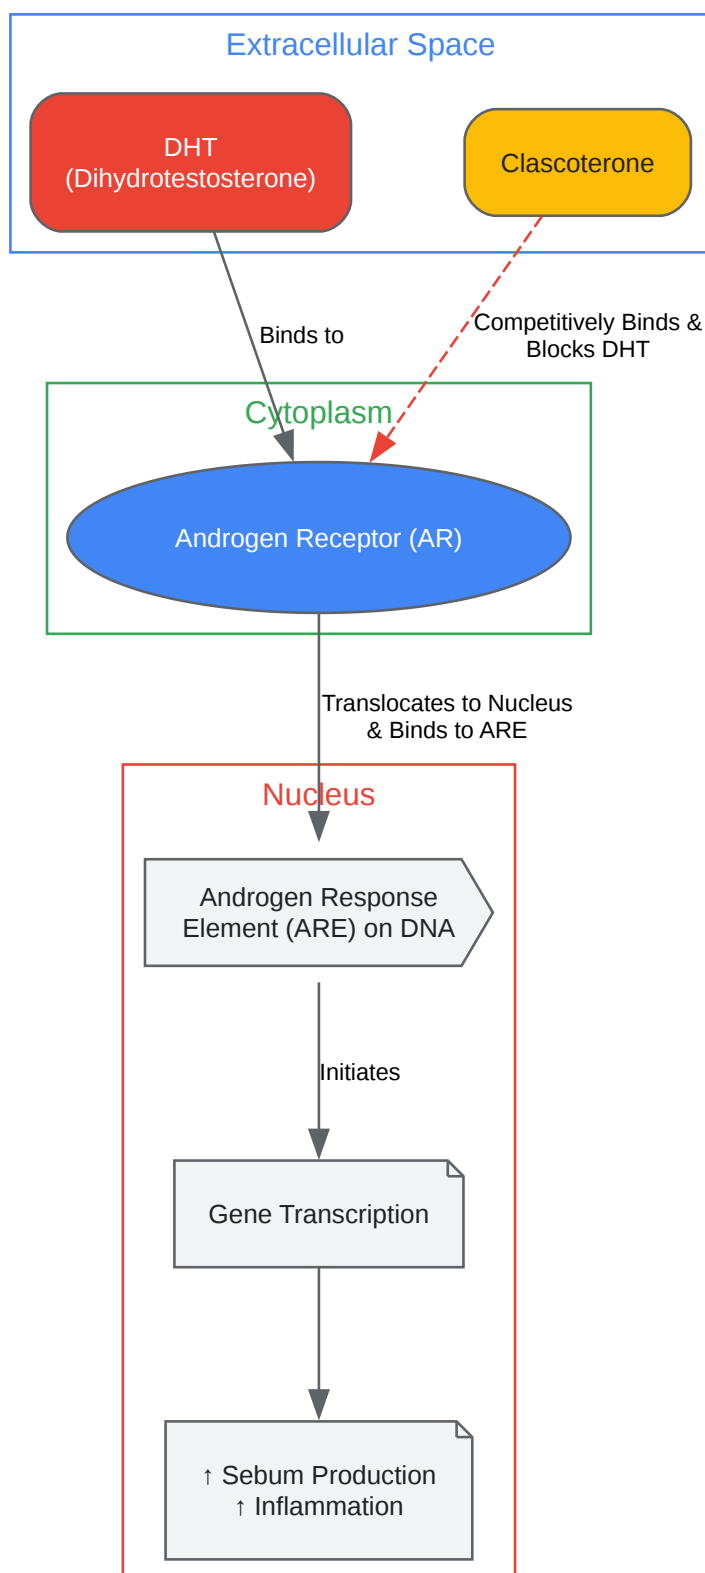 Extracellular Space
DHT
(Dihydrotestosterone)
Clascoterone
Binds to
Competitively Binds &
Blocks DHT
Cytoplasm
Androgen Receptor (AR)
Translocates to Nucleus
& Binds to ARE
Nucleus
Androgen Response
Element (ARE) on DNA
Initiates
Gene Transcription
↑ Sebum Production
↑ Inflammation